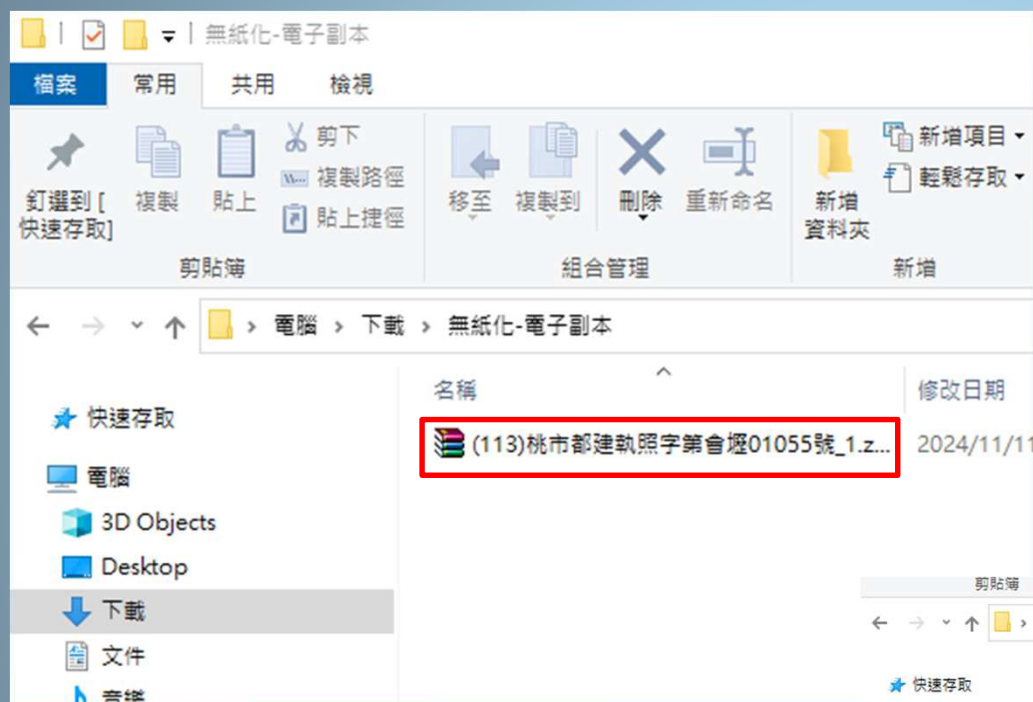 無紙化-電子副本
檔案 常用 共用 檢視
釘選到 [
快速存取]
複製
貼上
剪下
複製路徑
貼上捷徑
剪貼簿
移至
複製到
刪除
重新命名
組合管理
新增
資料夾
新增項目
輕鬆存取
新增
電腦 › 下載 › 無紙化-電子副本
名稱 修改日期
(113)桃市都建執照字第會壢01055號_1.z... 2024/11/11
快速存取
電腦
3D Objects
Desktop
下載
文件
音樂
剪貼簿
快速存取